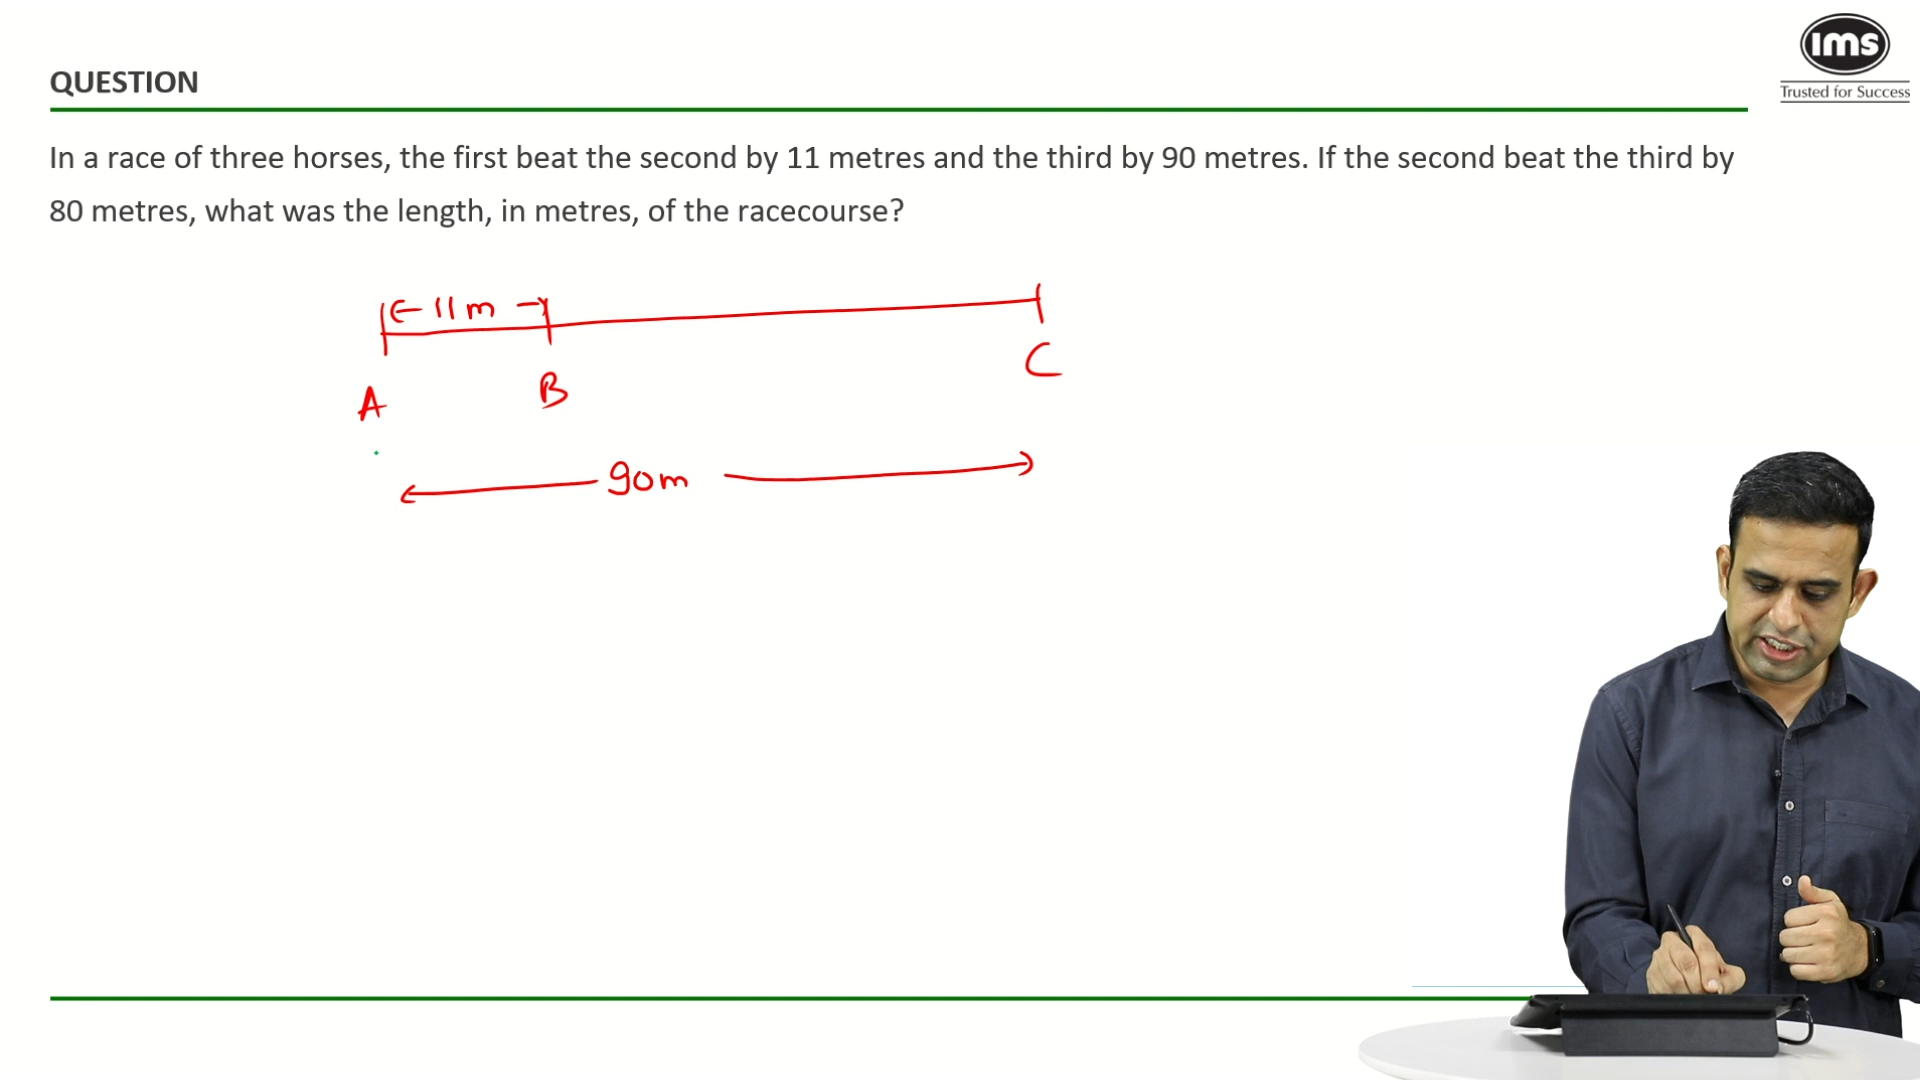 ims
Trusted for Success
QUESTION
In a race of three horses, the first beat the second by 11 metres and the third by 90 metres. If the second beat the third by
80 metres, what was the length, in metres, of the racecourse?
11m
A B C
90m